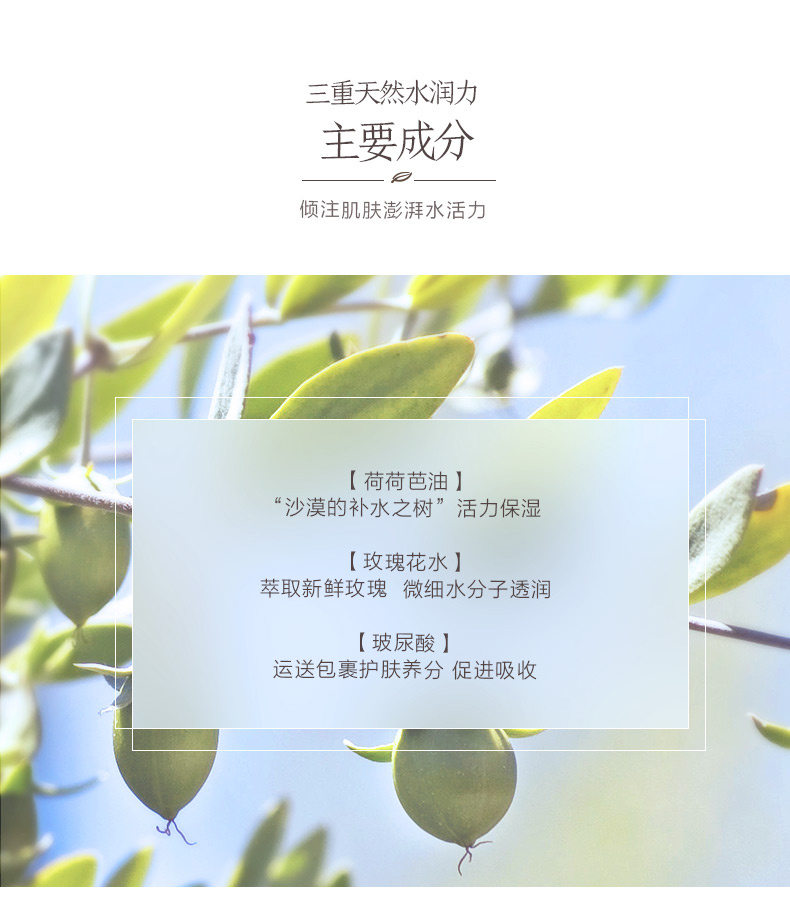 三重天然水润力
主要成分
倾注肌肤澎湃水活力
【荷荷芭油】
“沙漠的补水之树”活力保湿
【玫瑰花水】
萃取新鲜玫瑰 微细水分子透润
【玻尿酸】
运送包裹护肤养分 促进吸收